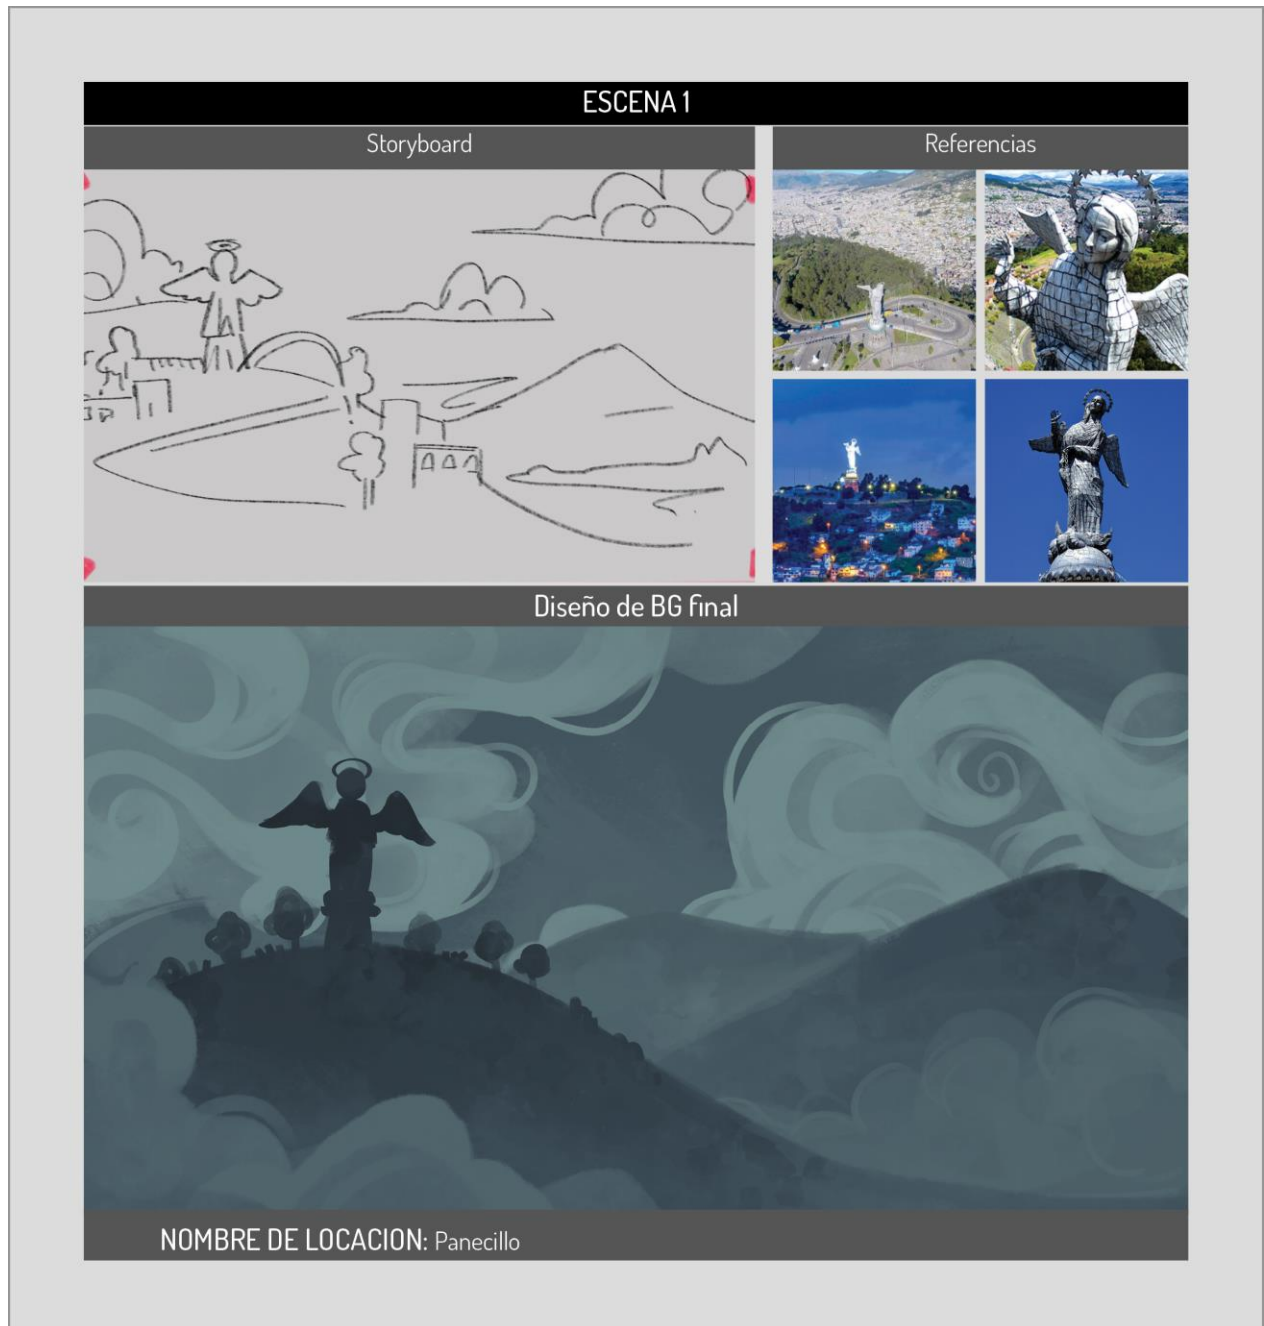 ESCENA 1
Storyboard
Referencias
Diseño de BG final
NOMBRE DE LOCACION: Panecillo